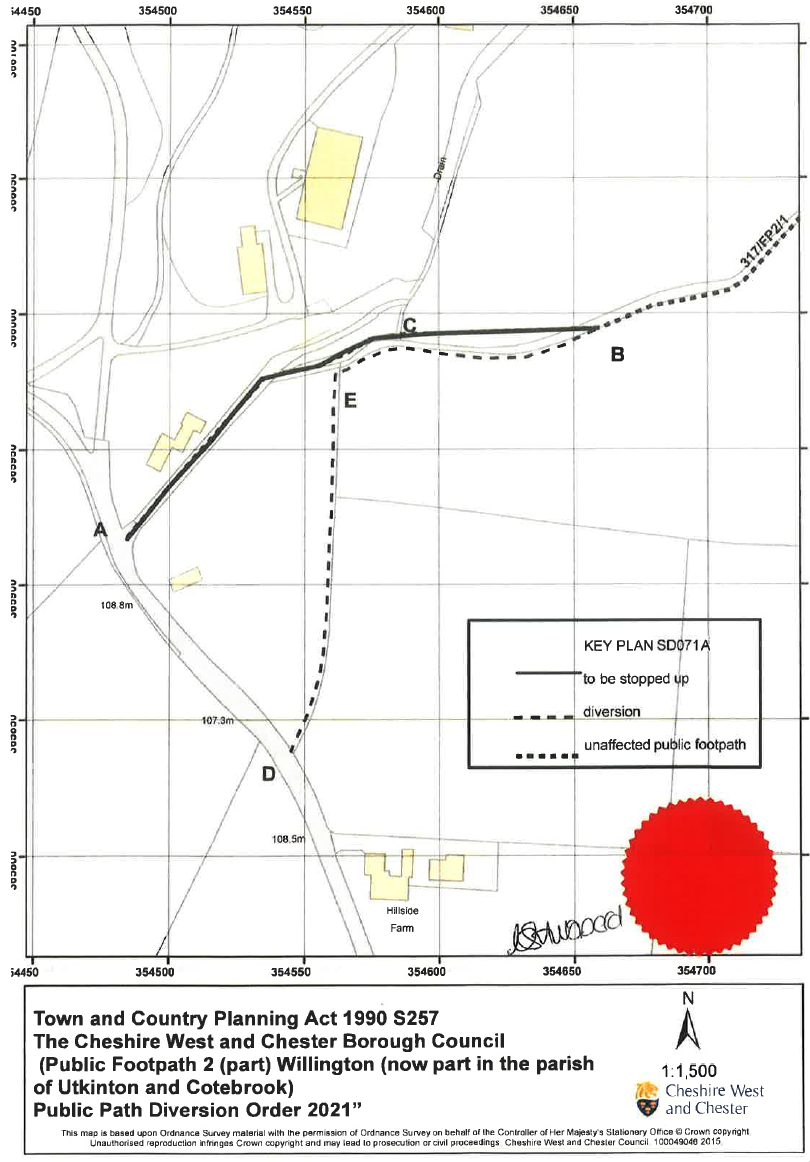 354500 354550 354600 354650 354700
Drain
317/FP2/1
C
B
E
A
108.8m
KEY PLAN SD071A
to be stopped up
107.3m
diversion
unaffected public footpath
D
108.5m
Hillside
Farm
354500 354550 354600 354650 354700
Town and Country Planning Act 1990 S257
The Cheshire West and Chester Borough Council
(Public Footpath 2 (part) Willington (now part in the parish
of Utkinton and Cotebrook)
Public Path Diversion Order 2021”
N
1:1,500
Cheshire West
and Chester
This map is based upon Ordnance Survey material with the permission of Ordnance Survey on behalf of the Controller of Her Majesty's Stationary Office © Crown copyright
Unauthorised reproduction infringes Crown copyright and may lead to prosecution or civil proceedings Cheshire West and Chester Council 100049046 2015